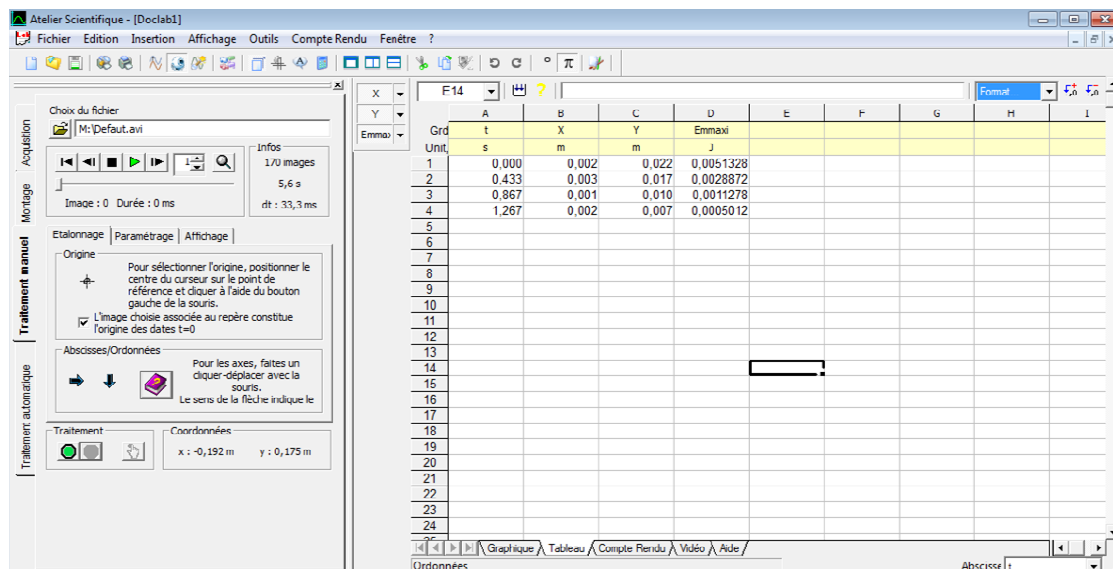 Atelier Scientifique - [Doclab1]
Fichier Edition Insertion Affichage Outils Compte Rendu Fenêtre ?
Choix du fichier
M:\Defaut.avi
Infos
170 images
5,6 s
dt : 33,3 ms
1
Image : 0 Durée : 0 ms
Acquisition
Montage
Traitement manuel
Traitement automatique
Etalonnage Paramétrage Affichage
Origine
Pour sélectionner l'origine, positionner le
centre du curseur sur le point de
référence et cliquer à l'aide du bouton
gauche de la souris.
L'image choisie associée au repère constitue
l'origine des dates t=0
Abscisses/Ordonnées
Pour les axes, faites un
cliquer-déplacer avec la
souris.
Le sens de la flèche indique le
Traitement
Coordonnées
x : -0,192 m y : 0,175 m
X
Y
Emmaxi
E14
Format
A B C D E F G H I
Grd t X Y Emmaxi
Unit. s m m J
1 0,000 0,002 0,022 0,0051328
2 0,433 0,003 0,017 0,0028872
3 0,867 0,001 0,010 0,0011278
4 1,267 0,002 0,007 0,0005012
5
6
7
8
9
10
11
12
13
14
15
16
17
18
19
20
21
22
23
24
25
Graphique Tableau Compte Rendu Vidéo Aide
Ordonnées
Abscisse t